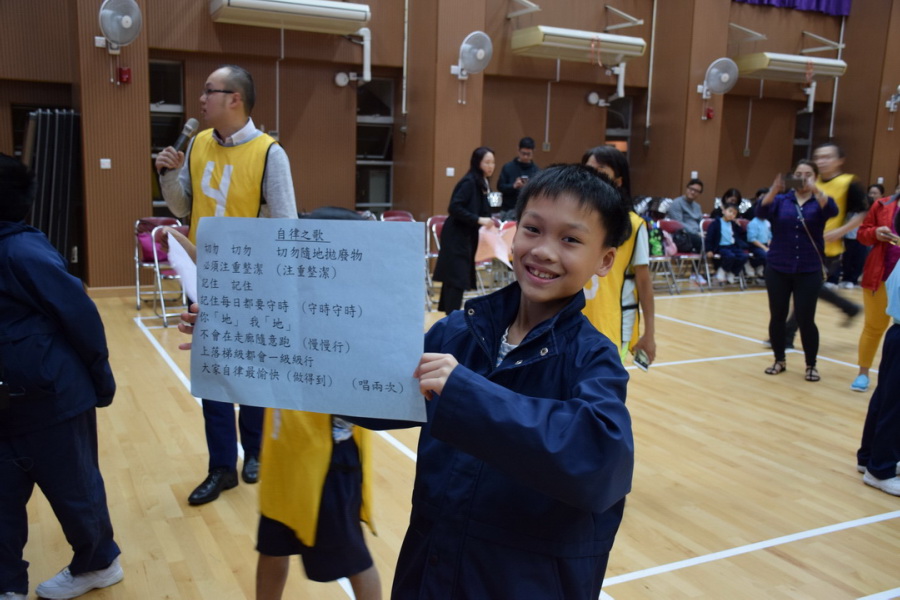 自律之歌
切勿　切勿　　切勿隨地拋廢物
必須注重整潔　（注重整潔）
記住　記住
記住每日都要守時　（守時守時）
你「地」我「地」
不會在走廊隨意跑　（慢慢行）
上落梯級都會一級級行
大家自律最愉快（做得到）　（唱兩次）
4